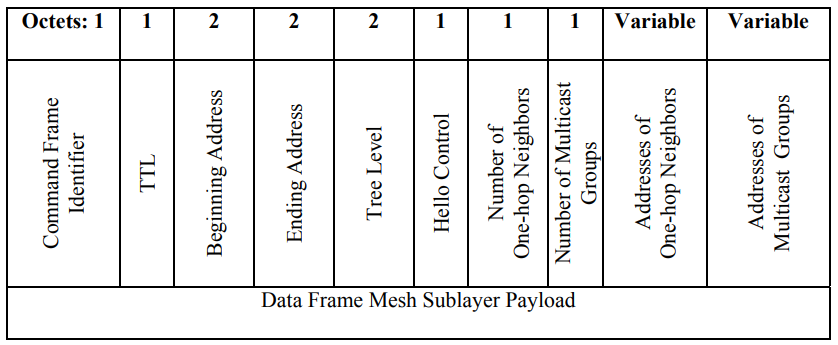 Octets: 1 1 2 2 2 1 1 1 Variable Variable
Command Frame
Identifier
TTL
Beginning Address
Ending Address
Tree Level
Hello Control
Number of
One-hop Neighbors
Number of Multicast
Groups
Addresses of
One-hop Neighbors
Addresses of
Multicast Groups
Data Frame Mesh Sublayer Payload